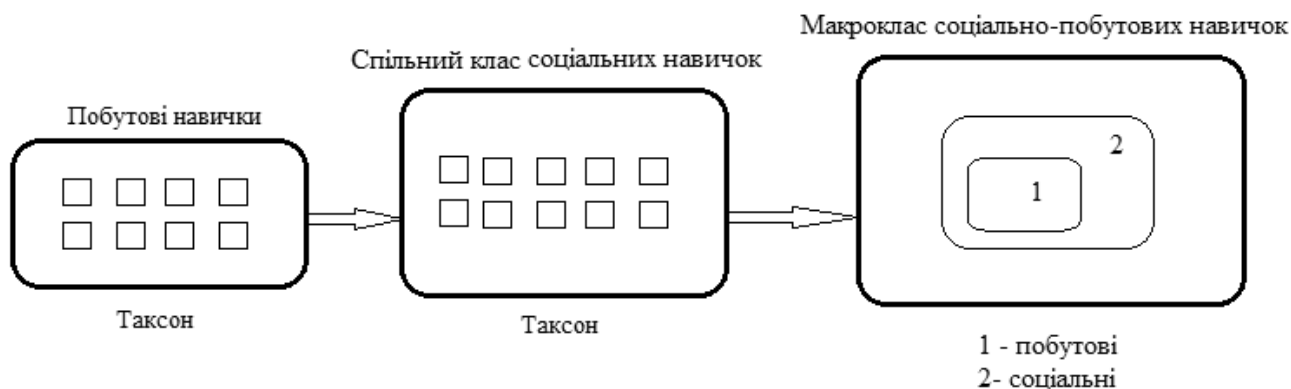 Макроклас соціально-побутових навичок
Спільний клас соціальних навичок
Побутові навички
2
1
Таксон
Таксон
1 - побутові
2- соціальні